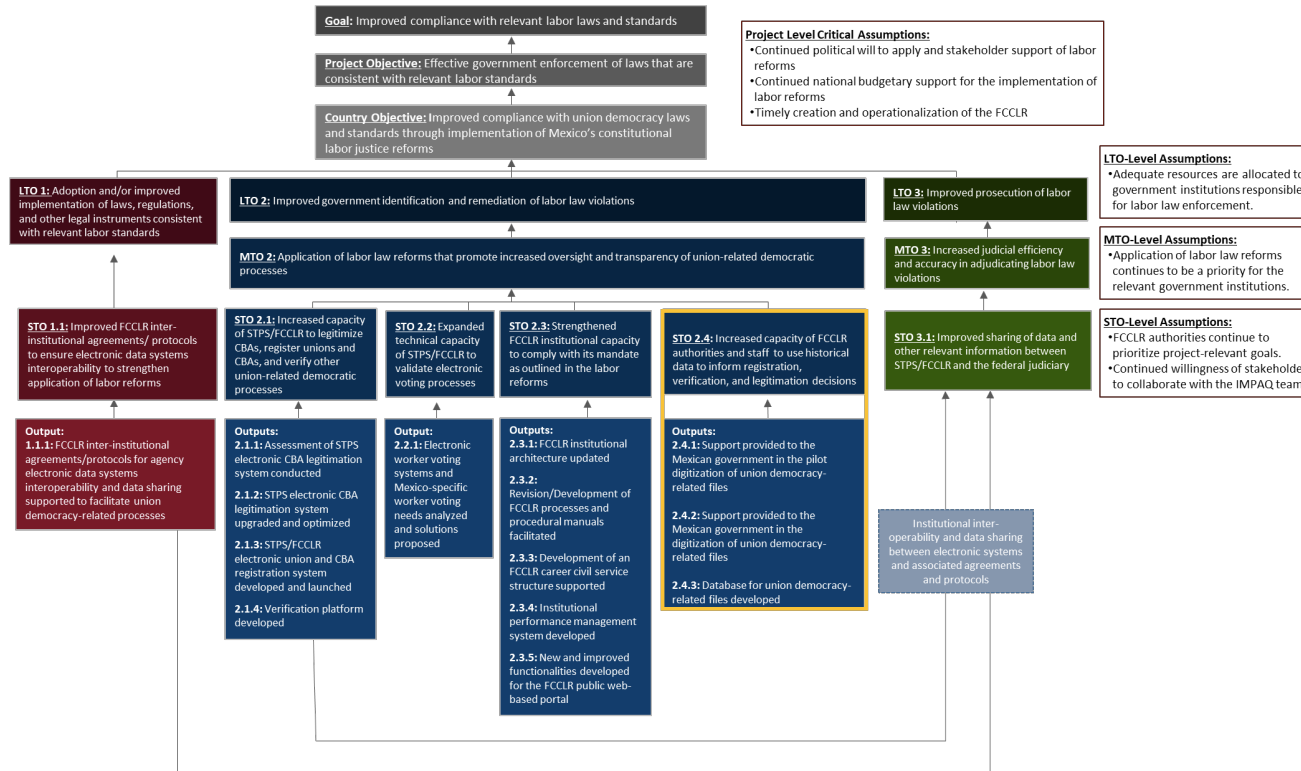 Goal: Improved compliance with relevant labor laws and standards
Project Objective: Effective government enforcement of laws that are
consistent with relevant labor standards
Country Objective: Improved compliance with union democracy laws
and standards through implementation of Mexico's constitutional
labor justice reforms
Project Level Critical Assumptions:
•Continued political will to apply and stakeholder support of labor
reforms
•Continued national budgetary support for the implementation of
labor reforms
•Timely creation and operationalization of the FCCLR
LTO 1: Adoption and/or improved
implementation of laws, regulations,
and other legal instruments consistent
with relevant labor standards
LTO 2: Improved government identification and remediation of labor law violations
LTO 3: Improved prosecution of labor
law violations
LTO-Level Assumptions:
•Adequate resources are allocated to
government institutions responsible
for labor law enforcement.
MTO 2: Application of labor law reforms that promote increased oversight and transparency of union-related democratic
processes
MTO 3: Increased judicial efficiency
and accuracy in adjudicating labor law
violations
MTO-Level Assumptions:
•Application of labor law reforms
continues to be a priority for the
relevant government institutions.
STO 1.1: Improved FCCLR inter-
institutional agreements/ protocols
to ensure electronic data systems
interoperability to strengthen
application of labor reforms
STO 2.1: Increased capacity
of STPS/FCCLR to legitimize
CBAs, register unions and
CBAs, and verify other
union-related democratic
processes
STO 2.2: Expanded
technical capacity
of STPS/FCCLR to
validate electronic
voting processes
STO 2.3: Strengthened
FCCLR institutional capacity
to comply with its mandate
as outlined in the labor
reforms
STO 2.4: Increased capacity of FCCLR
authorities and staff to use historical
data to inform registration,
verification, and legitimation decisions
STO 3.1: Improved sharing of data and
other relevant information between
STPS/FCCLR and the federal judiciary
STO-Level Assumptions:
•FCCLR authorities continue to
prioritize project-relevant goals.
•Continued willingness of stakeholde
to collaborate with the IMPAQ team
Output:
1.1.1: FCCLR inter-institutional
agreements/protocols for agency
electronic data systems
interoperability and data sharing
supported to facilitate union
democracy-related processes
Outputs:
2.1.1: Assessment of STPS
electronic CBA legitimation
system conducted
2.1.2: STPS electronic CBA
legitimation system
upgraded and optimized
2.1.3: STPS/FCCLR
electronic union and CBA
registration system
developed and launched
2.1.4: Verification platform
developed
Output:
2.2.1: Electronic
worker voting
systems and
Mexico-specific
worker voting
needs analyzed
and solutions
proposed
Outputs:
2.3.1: FCCLR institutional
architecture updated
2.3.2:
Revision/Development of
FCCLR processes and
procedural manuals
facilitated
2.3.3: Development of an
FCCLR career civil service
structure supported
2.3.4: Institutional
performance management
system developed
2.3.5: New and improved
functionalities developed
for the FCCLR public web-
based portal
Outputs:
2.4.1: Support provided to the
Mexican government in the pilot
digitization of union democracy-
related files
2.4.2: Support provided to the
Mexican government in the
digitization of union democracy-
related files
2.4.3: Database for union democracy-
related files developed
Institutional inter-
operability and data sharing
between electronic systems
and associated agreements
and protocols